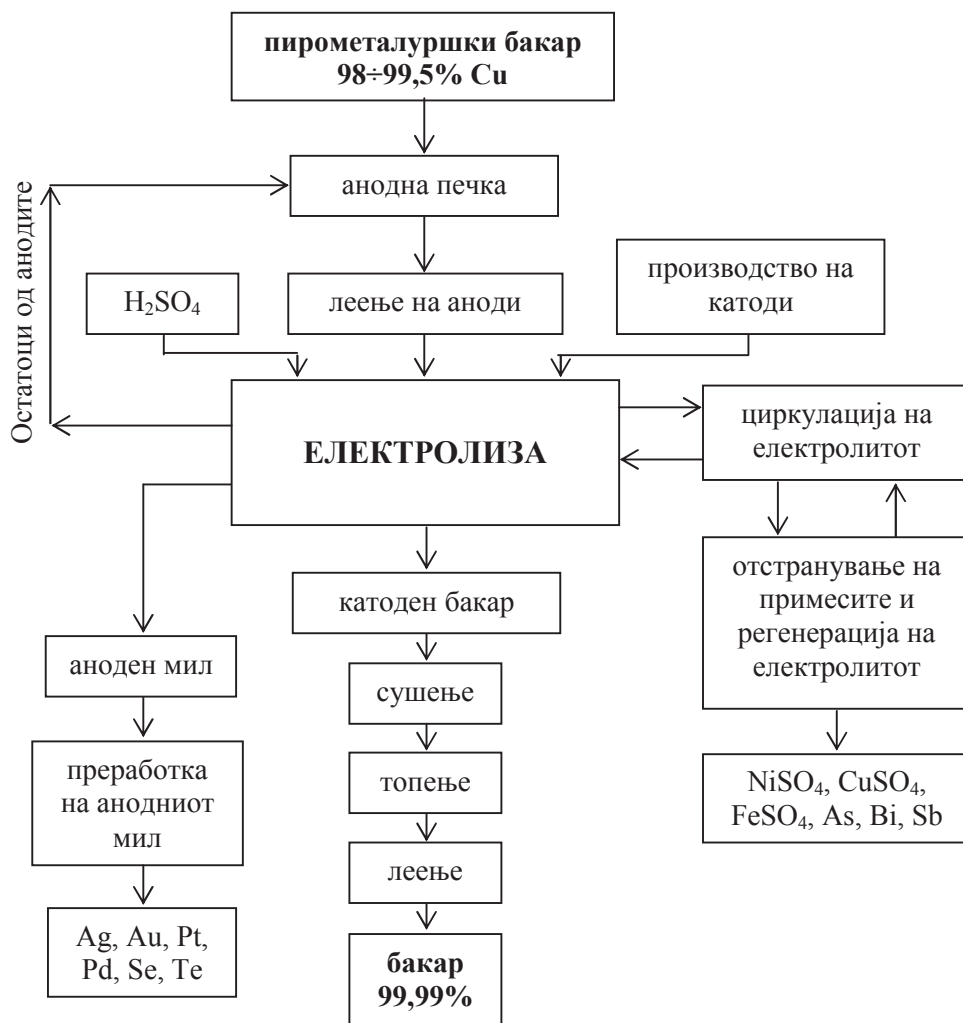 пирометалуршки бакар
98÷99,5% Cu
анодна печка
Остатоци од анодите
H₂SO₄
леење на аноди
производство на
катоди
ЕЛЕКТРОЛИЗА
циркулација на
електролитот
отстранување на
примесите и
регенерација на
електролитот
NiSO₄, CuSO₄,
FeSO₄, As, Bi, Sb
катоден бакар
сушење
топење
леење
бакар
99,99%
аноден мил
преработка
на анодниот
мил
Ag, Au, Pt,
Pd, Se, Te